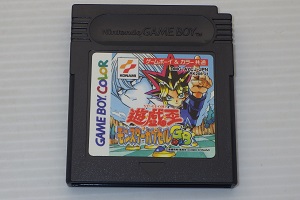 Nintendo GAME BOY
GAME BOY COLOR
KONAMI
ゲームボーイ&カラー共通
遊戯王
モンスターカプセルGB